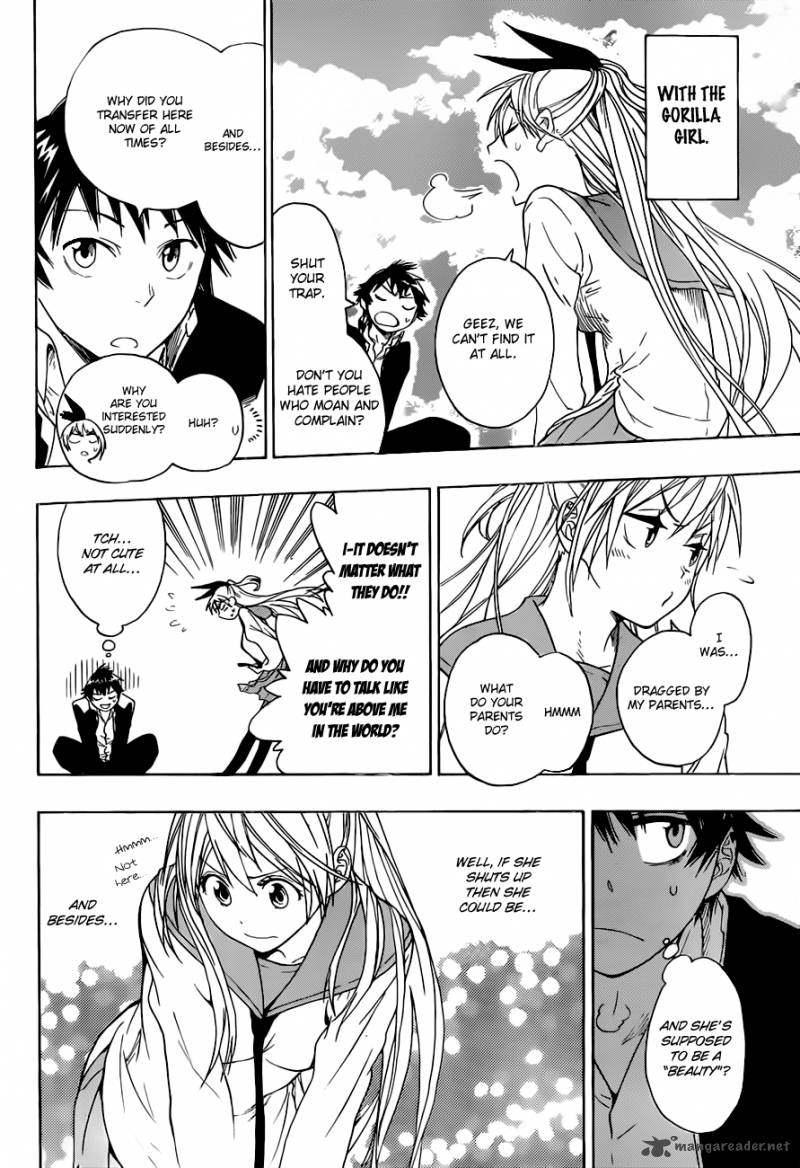 WITH THE
GORILLA
GIRL.
GEEZ, WE
CAN'T FIND IT
AT ALL.
SHUT
YOUR
TRAP.
DON'T YOU
HATE PEOPLE
WHO MOAN AND
COMPLAIN?
AND
BESIDES...
WHY DID YOU
TRANSFER HERE
NOW OF ALL
TIMES?
HUH?
WHY
ARE YOU
INTERESTED
SUDDENLY?
I
WAS...
DRAGGED BY
MY PARENTS...
HMMM
WHAT
DO YOUR
PARENTS
DO?
I-IT DOESN'T
MATTER WHAT
THEY DO!!
AND WHY DO YOU
HAVE TO TALK LIKE
YOU'RE ABOVE ME
IN THE WORLD?
TCH...
NOT CUTE
AT ALL...
AND SHE'S
SUPPOSED
TO BE A
"BEAUTY"?
WELL, IF SHE
SHUTS UP
THEN SHE
COULD BE...
Hmmm...
Not
here...
AND
BESIDES...
mangareader.net